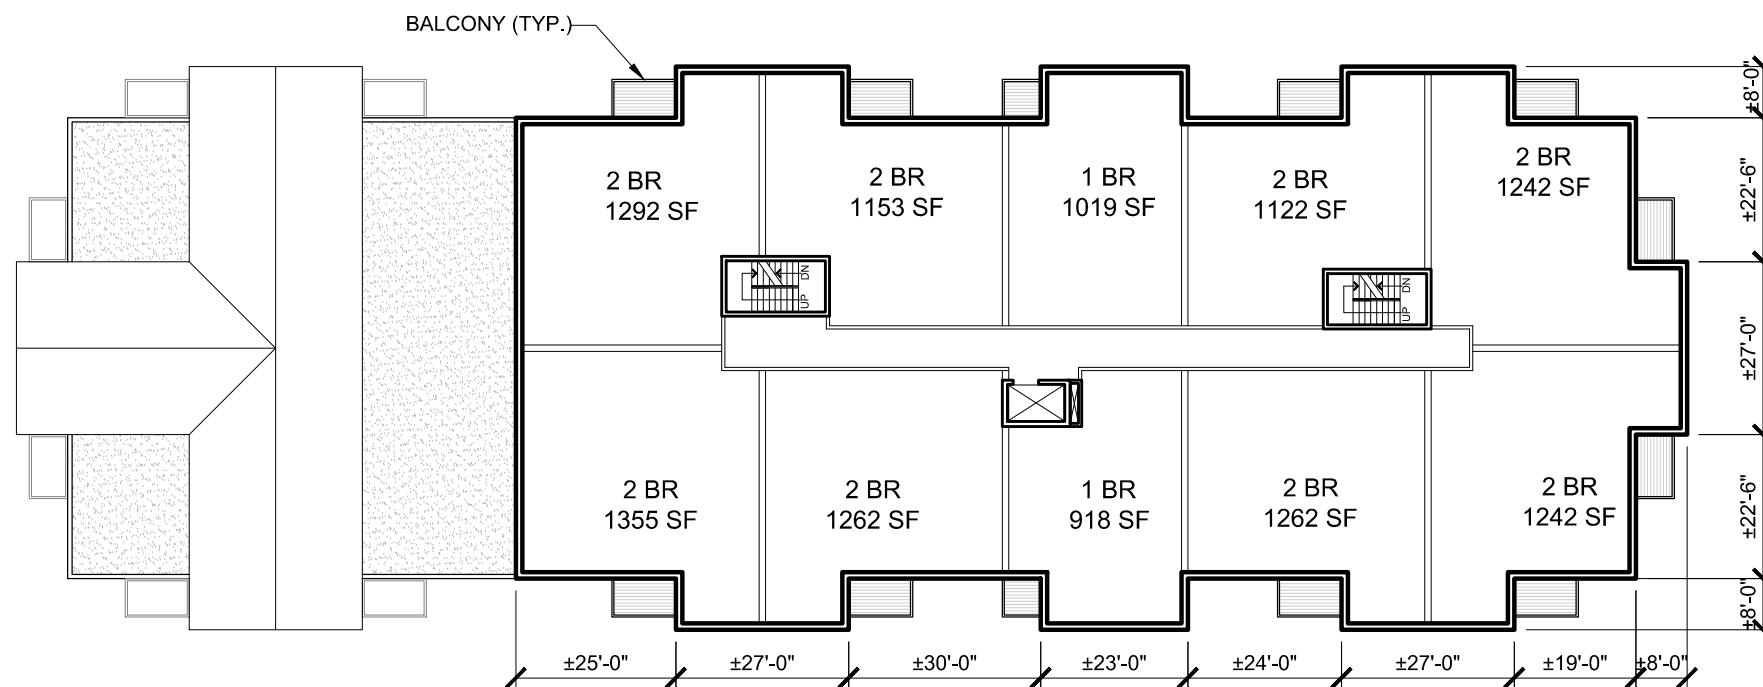 BALCONY (TYP.)
±8'-0"
2 BR
1292 SF
2 BR
1153 SF
1 BR
1019 SF
2 BR
1122 SF
2 BR
1242 SF
±22'-6"
DN
UP
DN
UP
±27'-0"
2 BR
1355 SF
2 BR
1262 SF
1 BR
918 SF
2 BR
1262 SF
2 BR
1242 SF
±22'-6"
±8'-0"
±25'-0"
±27'-0"
±30'-0"
±23'-0"
±24'-0"
±27'-0"
±19'-0"
±8'-0"